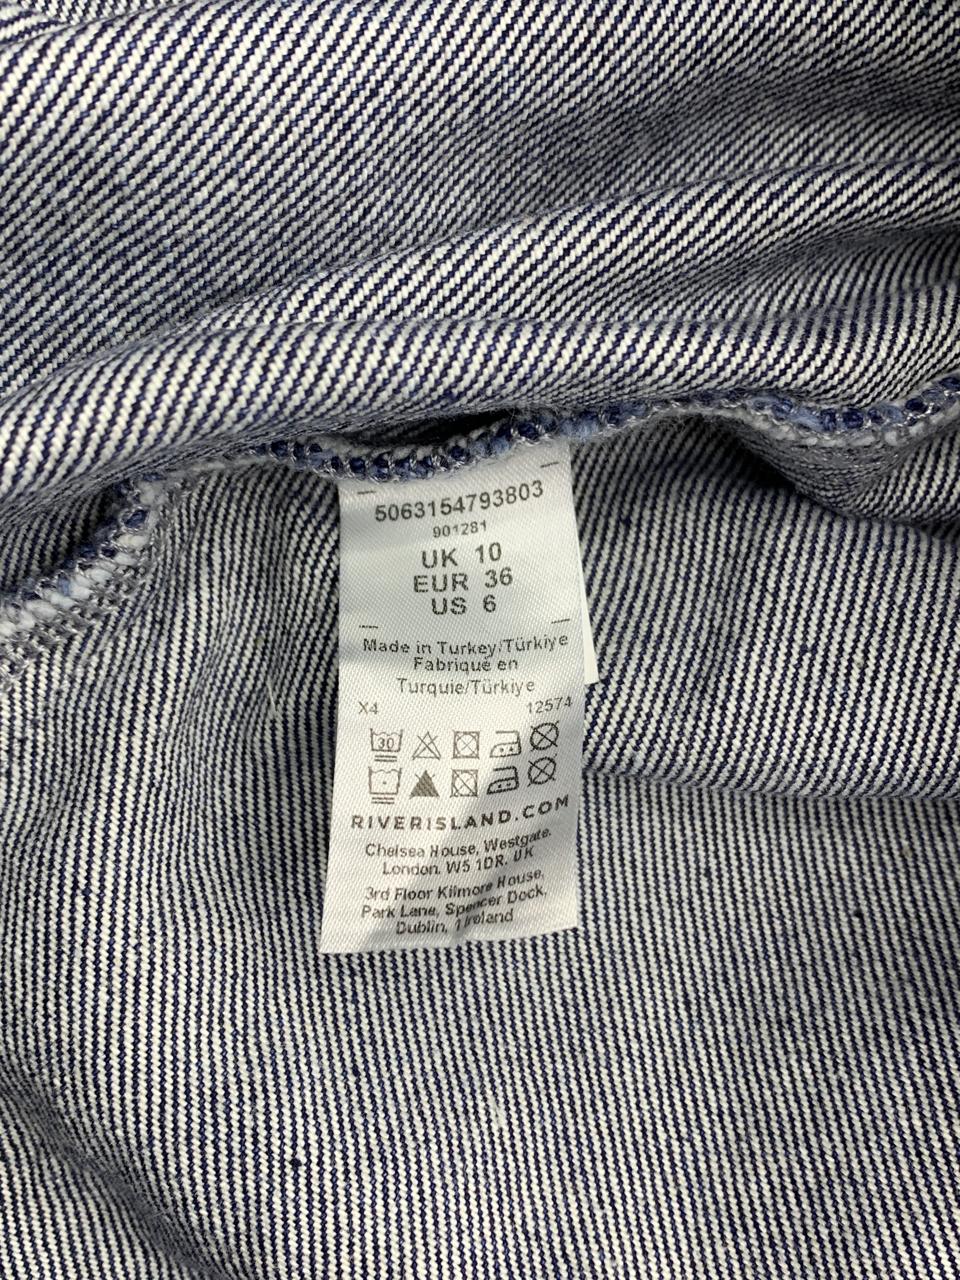 5063154793803
901281
UK 10
EUR 36
US 6
Made in Turkey/Türkiye
Fabriqué en
Turquie/Türkiye
X4 12574
30
RIVERISLAND.COM
Chelsea House, Westgate.
London. W5 1DR. UK
3rd Floor Kilmore House,
Park Lane, Spencer Dock,
Dublin, 1 Ireland